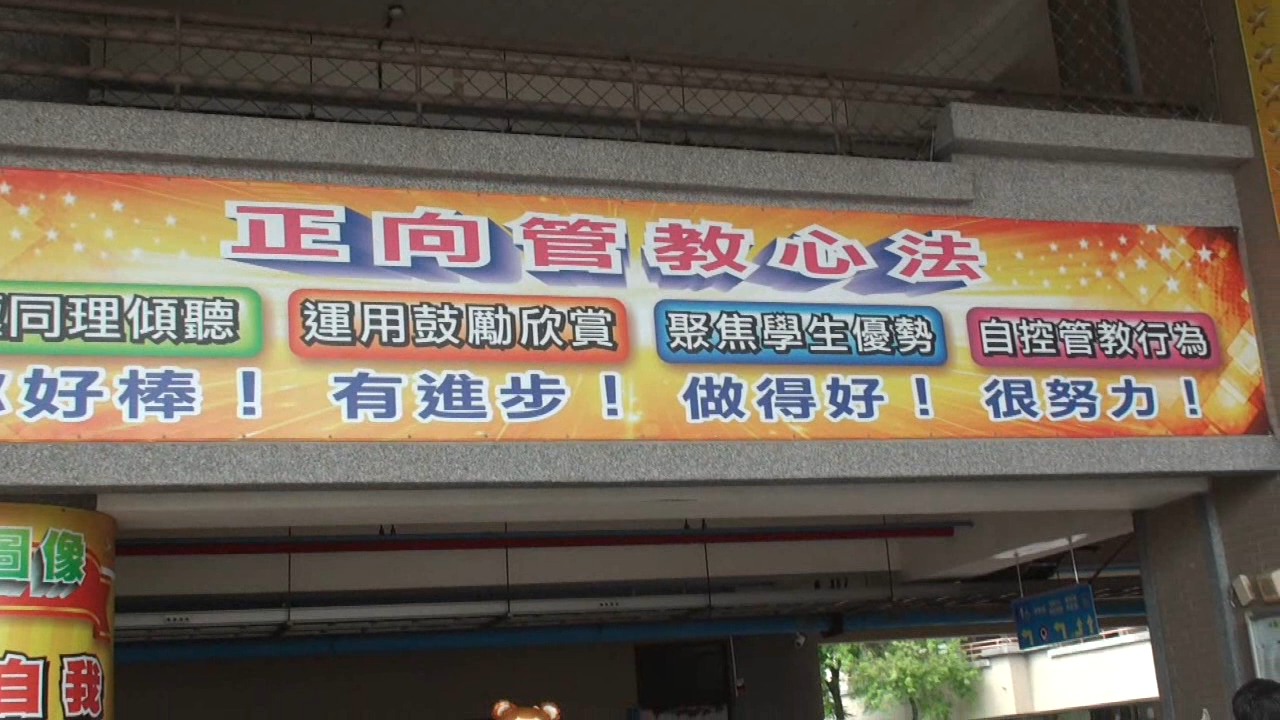 正向管教心法
同理傾聽 運用鼓勵欣賞 聚焦學生優勢 自控管教行為
好棒！ 有進步！ 做得好！ 很努力！
圖像
自我